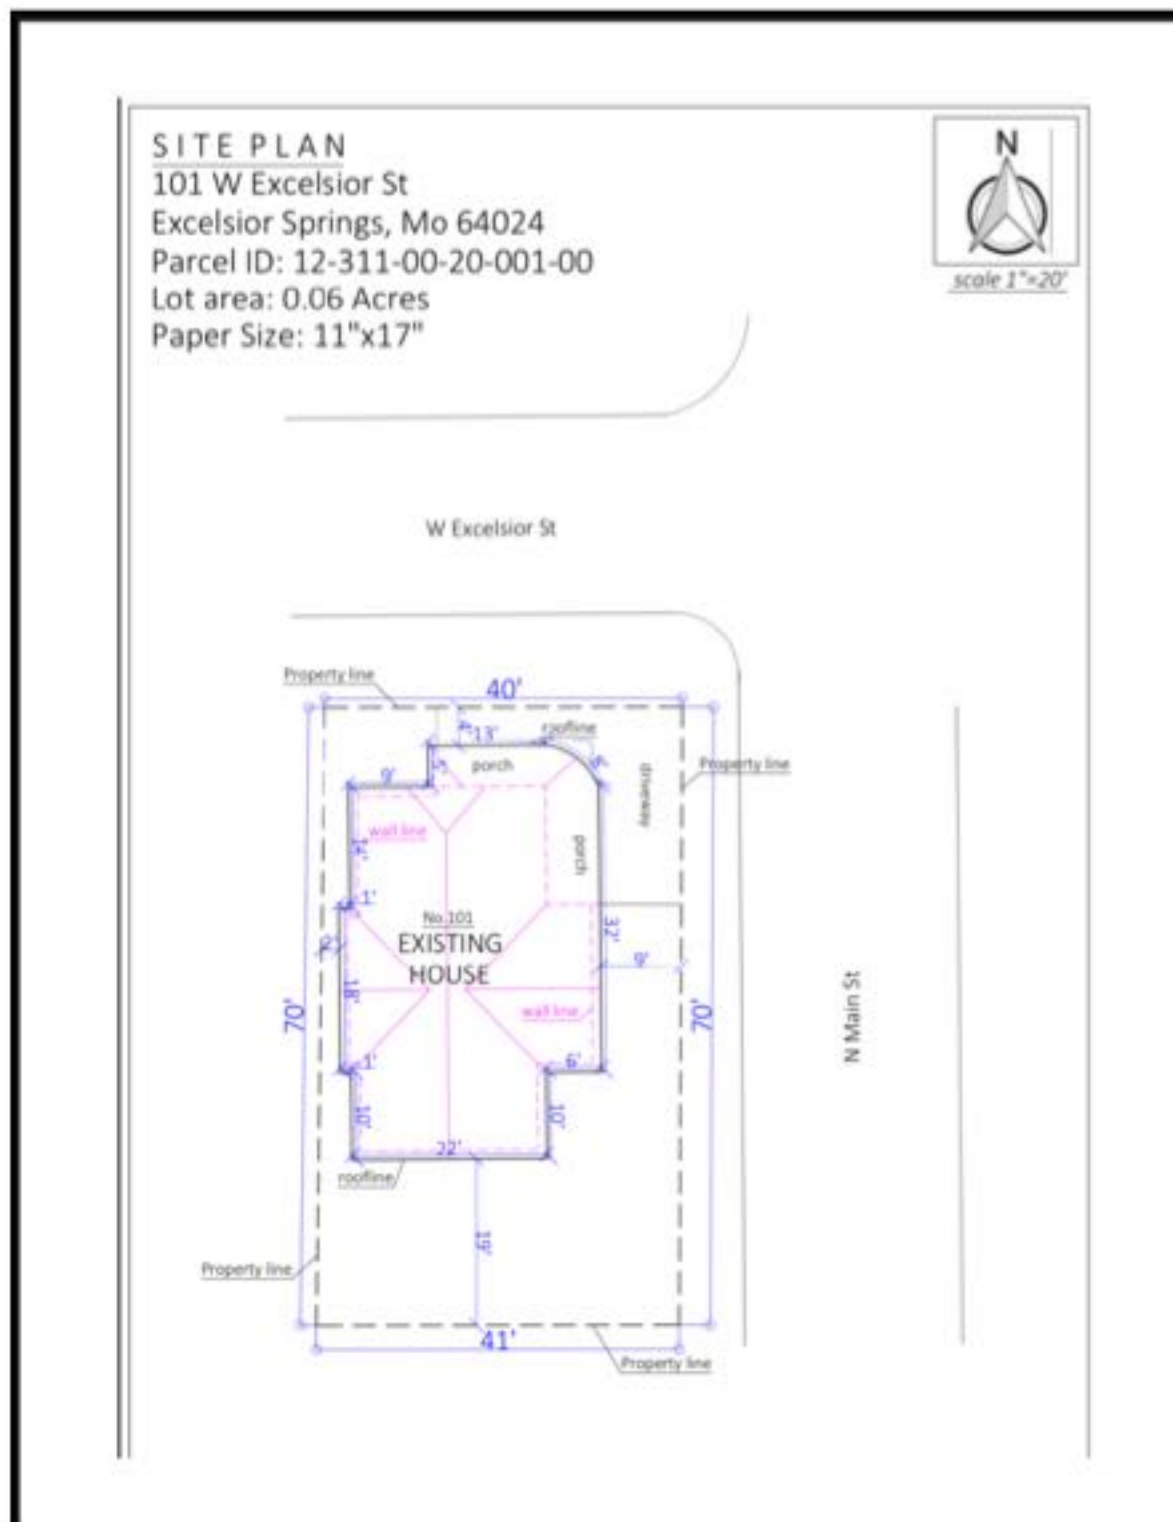 SITE PLAN
101 W Excelsior St
Excelsior Springs, Mo 64024
Parcel ID: 12-311-00-20-001-00
Lot area: 0.06 Acres
Paper Size: 11"x17"
N
scale 1"=20'
W Excelsior St
Property line
40'
4'
13'
roofline
porch
5'
9'
Property line
driveway
wall line
14'
porch
1'
No.101
EXISTING
HOUSE
32'
9'
2'
18'
70'
wall line
70'
N Main St
1'
6'
10'
10'
22'
roofline
19'
Property line
41'
Property line